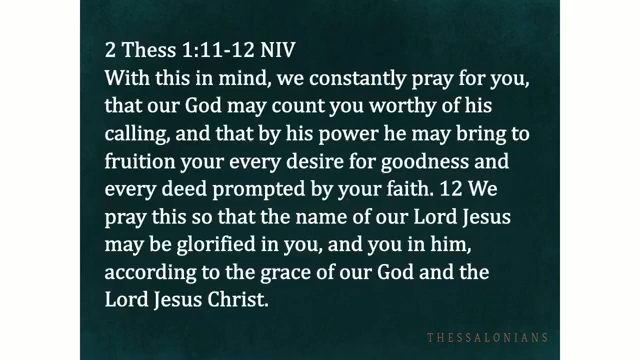 2 Thess 1:11-12 NIV
With this in mind, we constantly pray for you,
that our God may count you worthy of his
calling, and that by his power he may bring to
fruition your every desire for goodness and
every deed prompted by your faith. 12 We
pray this so that the name of our Lord Jesus
may be glorified in you, and you in him,
according to the grace of our God and the
Lord Jesus Christ.
THESSALONIANS